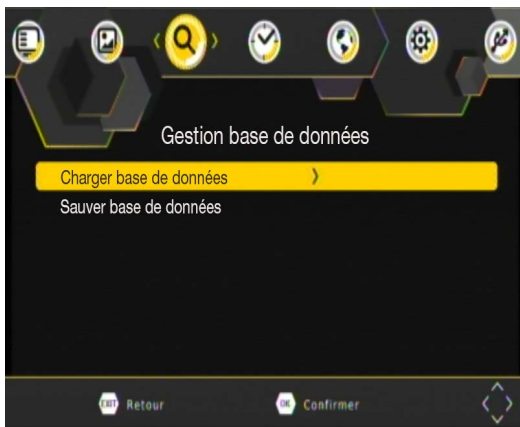 Gestion base de données
Charger base de données
Sauver base de données
EXIT Retour OK Confirmer